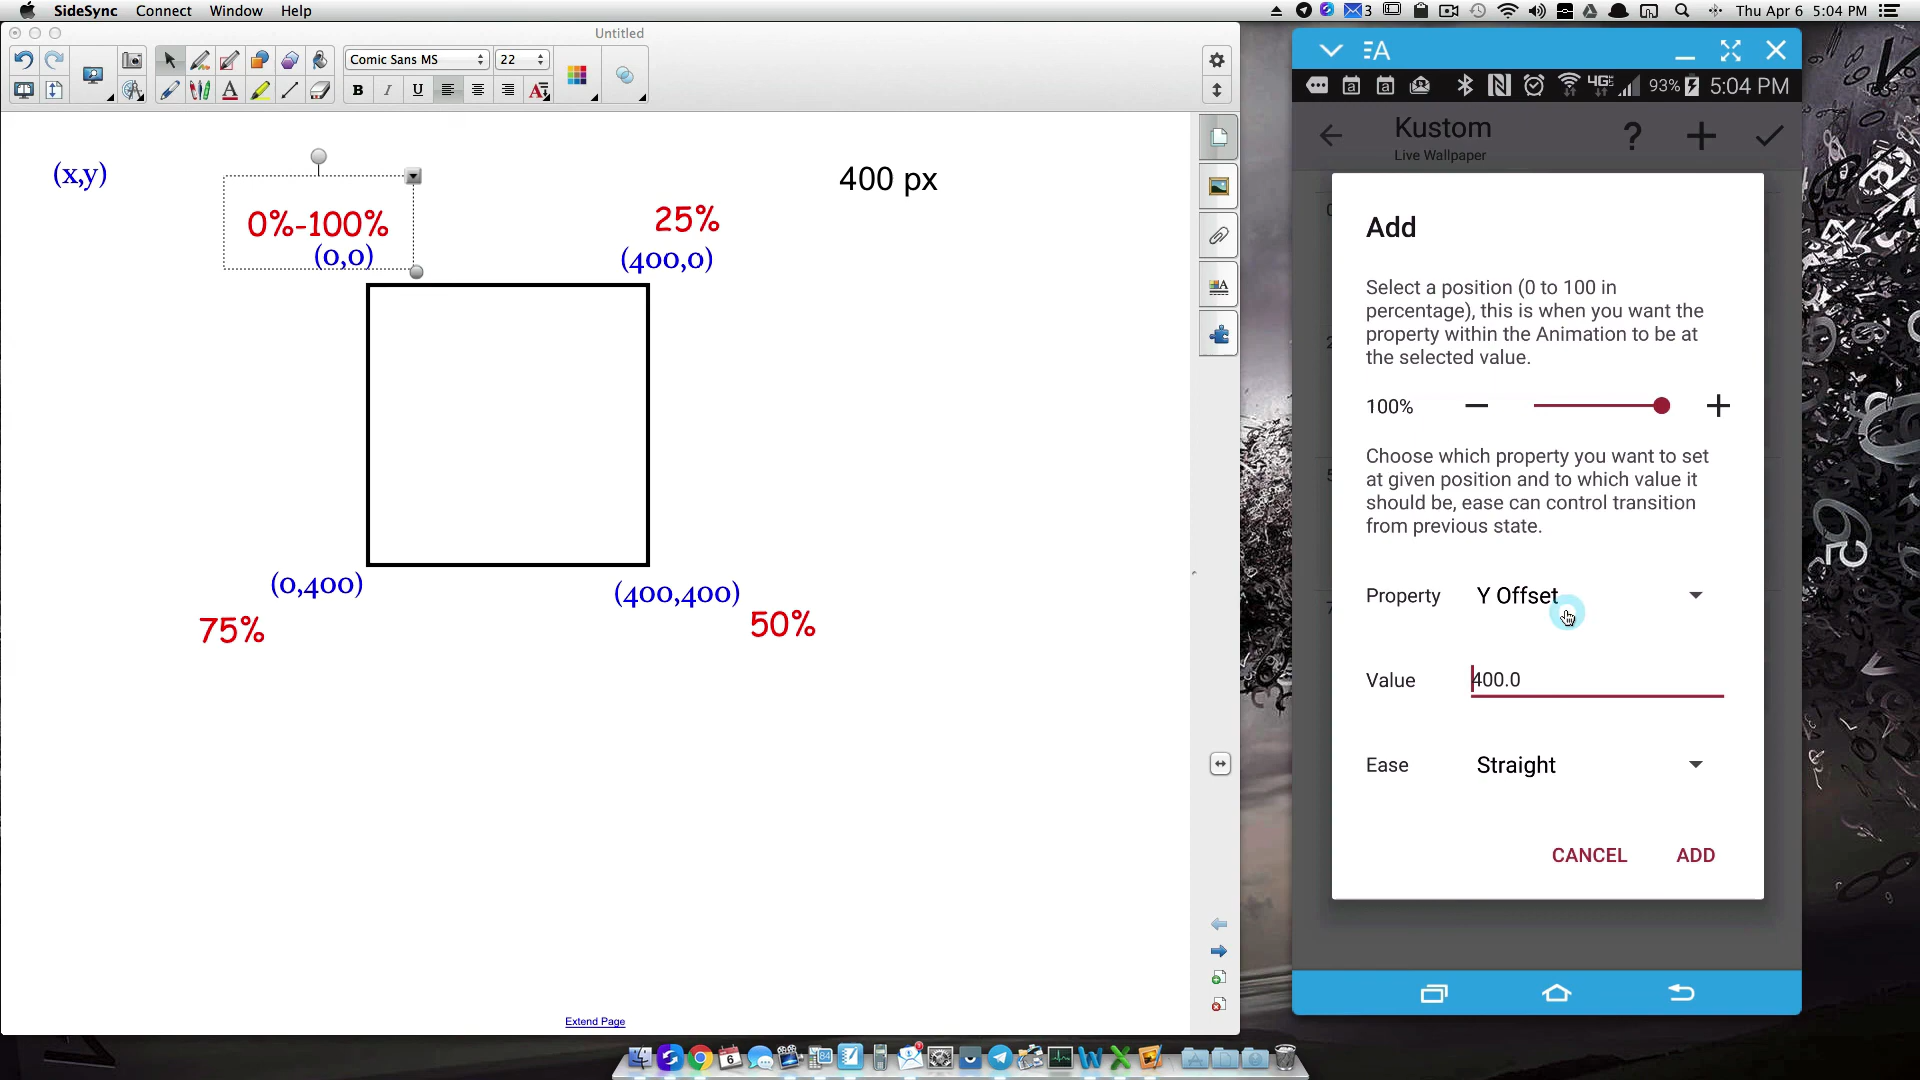 SideSync Connect Window Help
3 Thu Apr 6 5:04 PM
Untitled
Comic Sans MS 22
B I U
(x,y)
0%-100%
(0,0)
25%
(400,0)
400 px
(0,400)
75%
(400,400)
50%
Extend Page
93% 5:04 PM
Kustom
Live Wallpaper
Add
Select a position (0 to 100 in
percentage), this is when you want the
property within the Animation to be at
the selected value.
100%
Choose which property you want to set
at given position and to which value it
should be, ease can control transition
from previous state.
Property Y Offset
Value 400.0
Ease Straight
CANCEL ADD